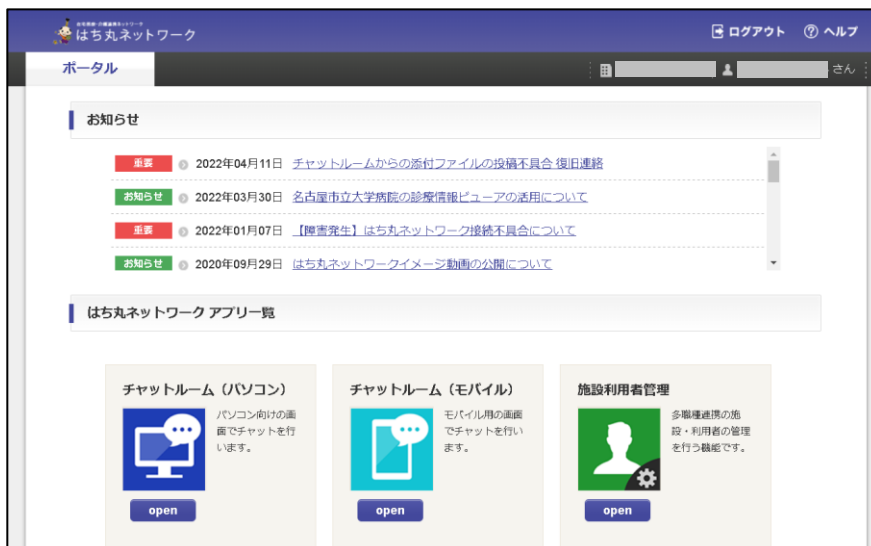 はち丸ネットワーク
ログアウト ヘルプ
ポータル
さん
お知らせ
重要 2022年04月11日 チャットルームからの添付ファイルの投稿不具合 復旧連絡
お知らせ 2022年03月30日 名古屋市立大学病院の診療情報ビューアの活用について
重要 2022年01月07日 【障害発生】はち丸ネットワーク接続不具合について
お知らせ 2020年09月29日 はち丸ネットワークイメージ動画の公開について
はち丸ネットワーク アプリ一覧
チャットルーム（パソコン）
パソコン向けの画
面でチャットを行
います。
open
チャットルーム（モバイル）
モバイル用の画面
でチャットを行い
ます。
open
施設利用者管理
多職種連携の施
設・利用者の管理
を行う機能です。
open